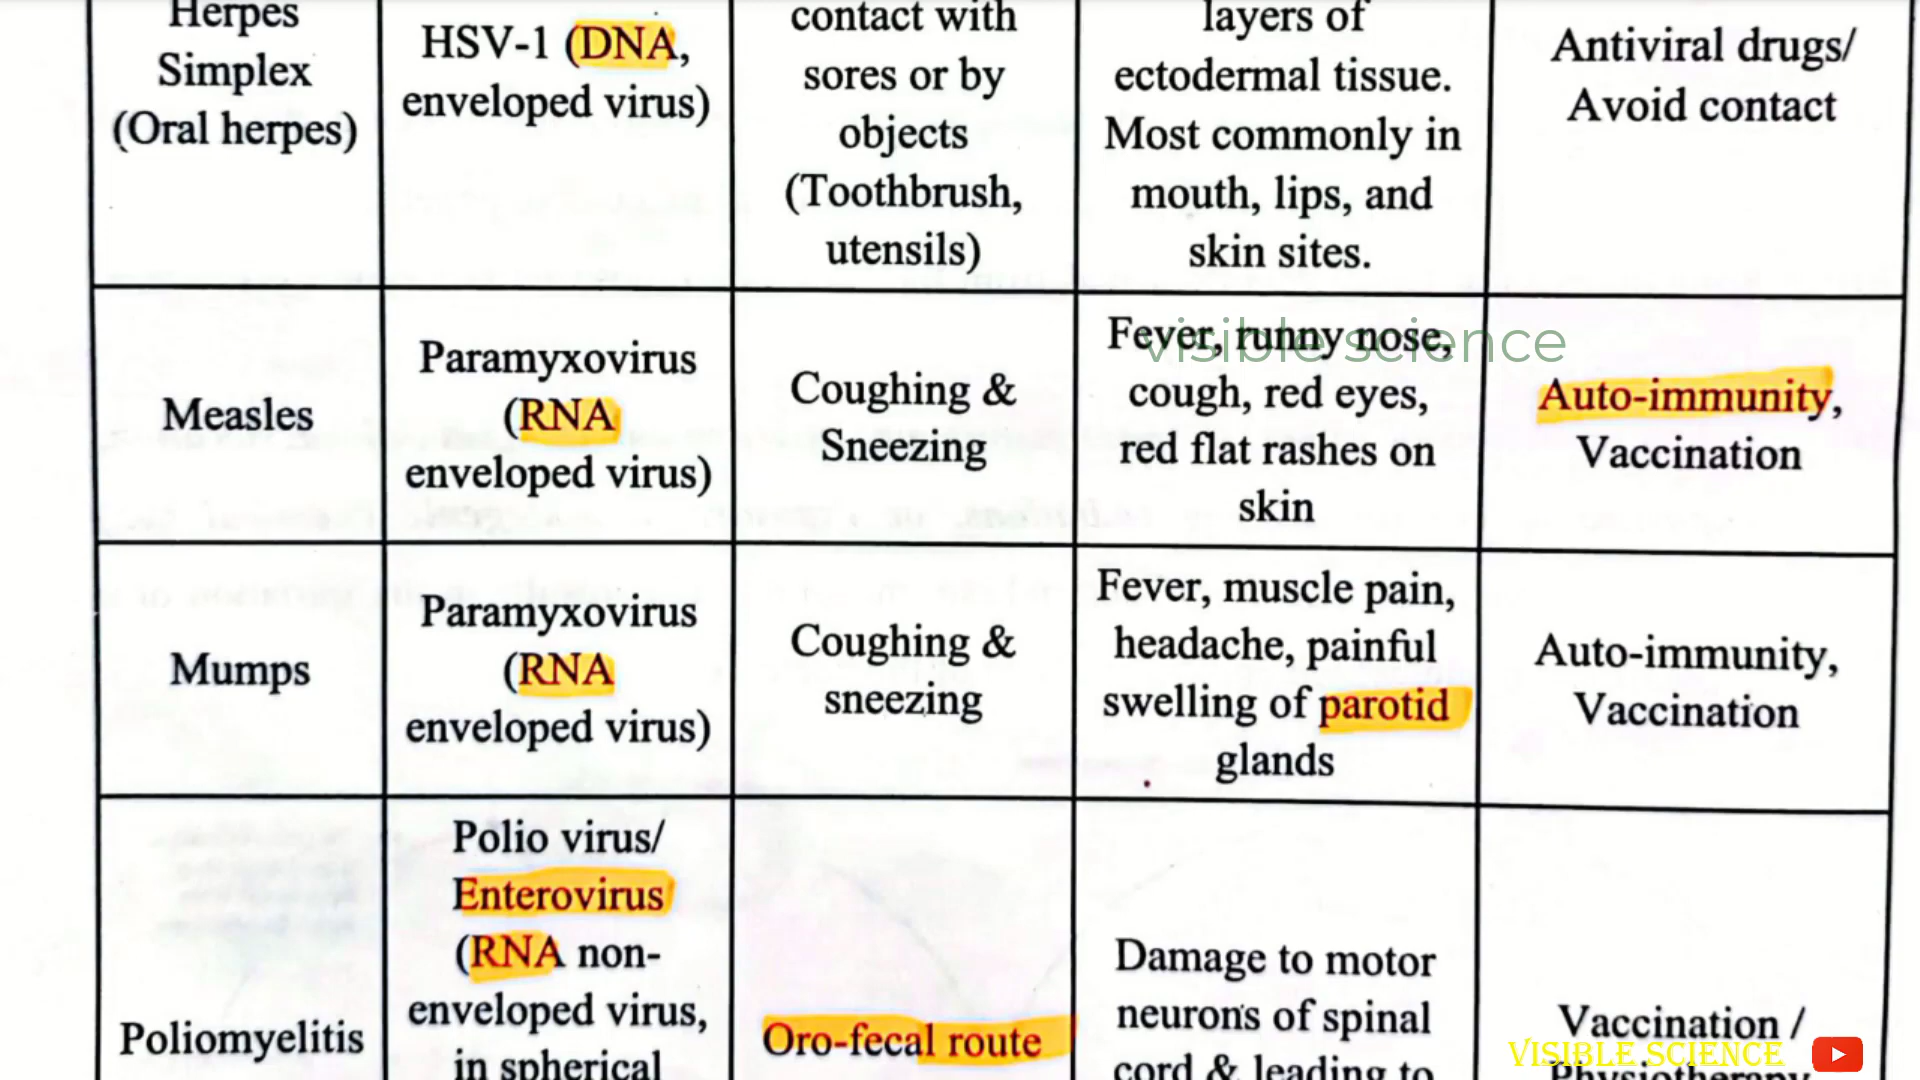 Herpes
Simplex
(Oral herpes)
HSV-1 (DNA,
enveloped virus)
contact with
sores or by
objects
(Toothbrush,
utensils)
layers of
ectodermal tissue.
Most commonly in
mouth, lips, and
skin sites.
Antiviral drugs/
Avoid contact
Measles
Paramyxovirus
(RNA
enveloped virus)
Coughing &
Sneezing
Fever, runny nose,
cough, red eyes,
red flat rashes on
skin
Auto-immunity,
Vaccination
visible science
Mumps
Paramyxovirus
(RNA
enveloped virus)
Coughing &
sneezing
Fever, muscle pain,
headache, painful
swelling of parotid
glands
Auto-immunity,
Vaccination
Poliomyelitis
Polio virus/
Enterovirus
(RNA non-
enveloped virus,
in spherical
Oro-fecal route
Damage to motor
neurons of spinal
cord & leading to
Vaccination /
Physiotherapy
VISIBLE SCIENCE